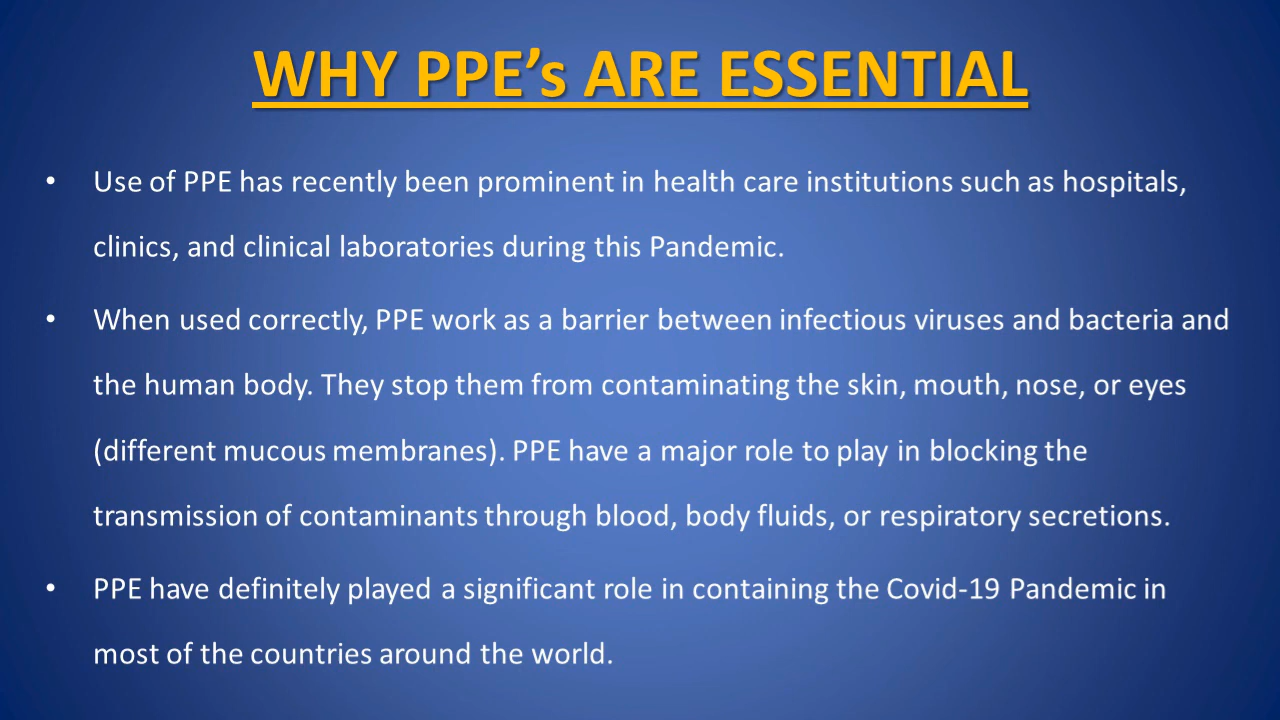 WHY PPE’s ARE ESSENTIAL
• Use of PPE has recently been prominent in health care institutions such as hospitals,
clinics, and clinical laboratories during this Pandemic.
• When used correctly, PPE work as a barrier between infectious viruses and bacteria and
the human body. They stop them from contaminating the skin, mouth, nose, or eyes
(different mucous membranes). PPE have a major role to play in blocking the
transmission of contaminants through blood, body fluids, or respiratory secretions.
• PPE have definitely played a significant role in containing the Covid-19 Pandemic in
most of the countries around the world.